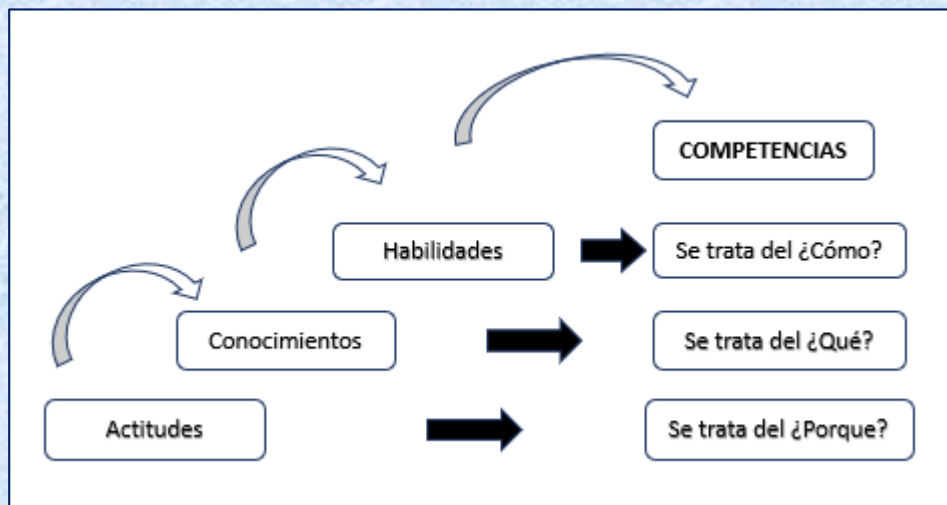 COMPETENCIAS
Habilidades
Se trata del ¿Cómo?
Conocimientos
Se trata del ¿Qué?
Actitudes
Se trata del ¿Porque?